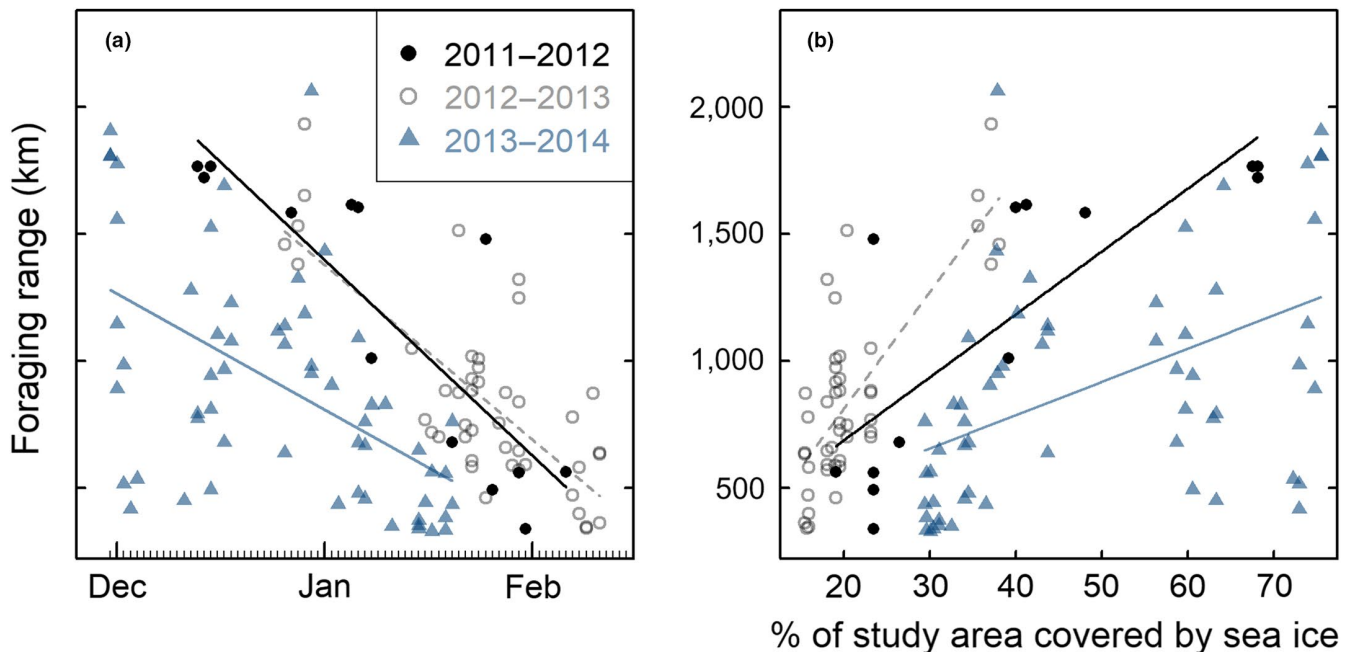 (a)
2011–2012
2012–2013
2013–2014
Foraging range (km)
Dec
Jan
Feb
(b)
2,000
1,500
1,000
500
20
30
40
50
60
70
% of study area covered by sea ice